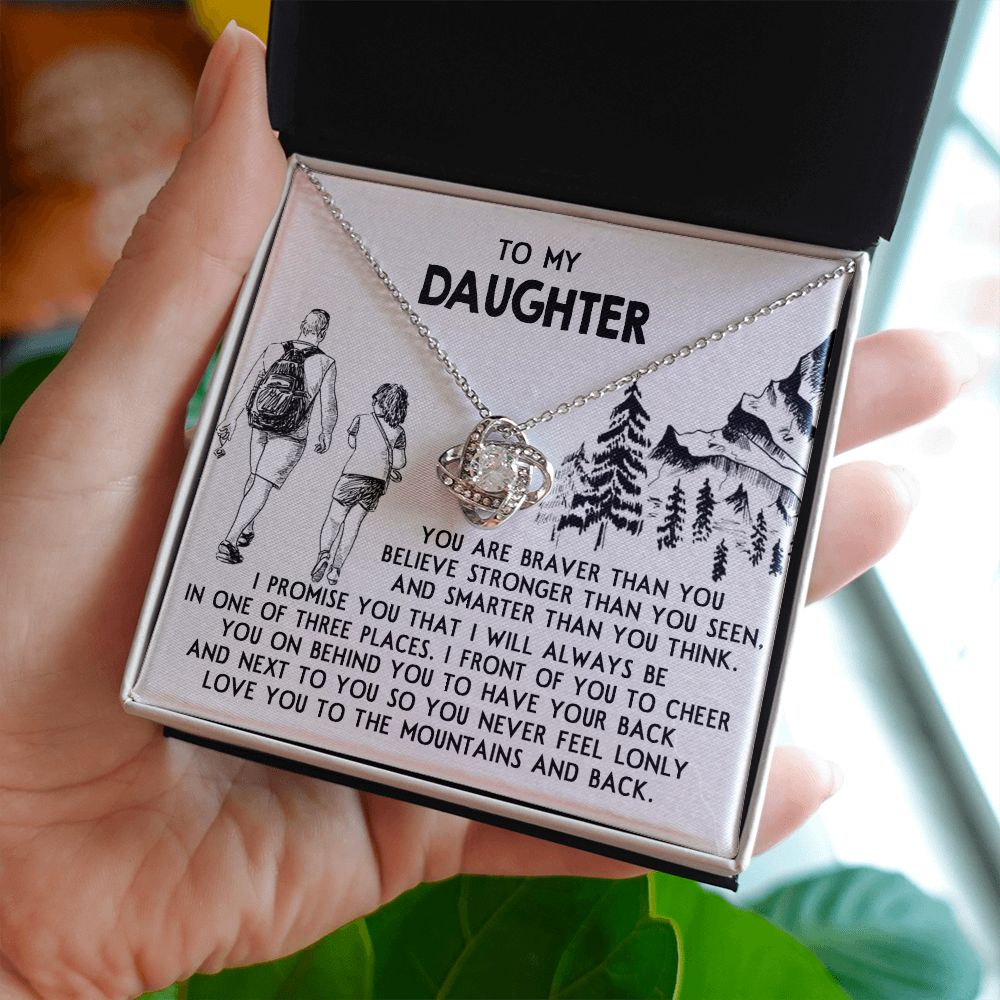 TO MY
DAUGHTER
YOU ARE BRAVER THAN YOU
BELIEVE STRONGER THAN YOU SEEN,
AND SMARTER THAN YOU THINK.
I PROMISE YOU THAT I WILL ALWAYS BE
IN ONE OF THREE PLACES. I FRONT OF YOU TO CHEER
YOU ON BEHIND YOU TO HAVE YOUR BACK
AND NEXT TO YOU SO YOU NEVER FEEL LONLY
LOVE YOU TO THE MOUNTAINS AND BACK.